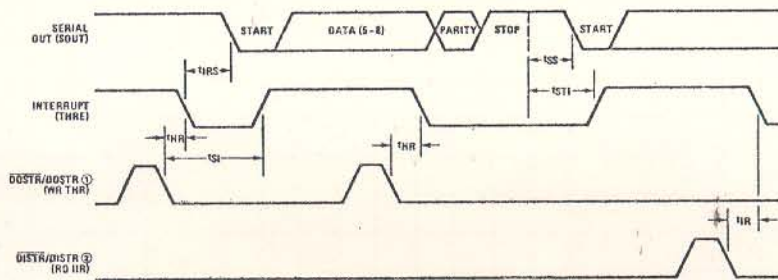 SERIAL
OUT (SOUT)
START
DATA (5-8)
PARITY
STOP
START
tIRS
tSS
tSTI
INTERRUPT
(THRE)
tHR
tSI
tHR
DOSTR/DOSTR ①
(WR THR)
tIR
DISTR/DISTR ②
(RD IIR)